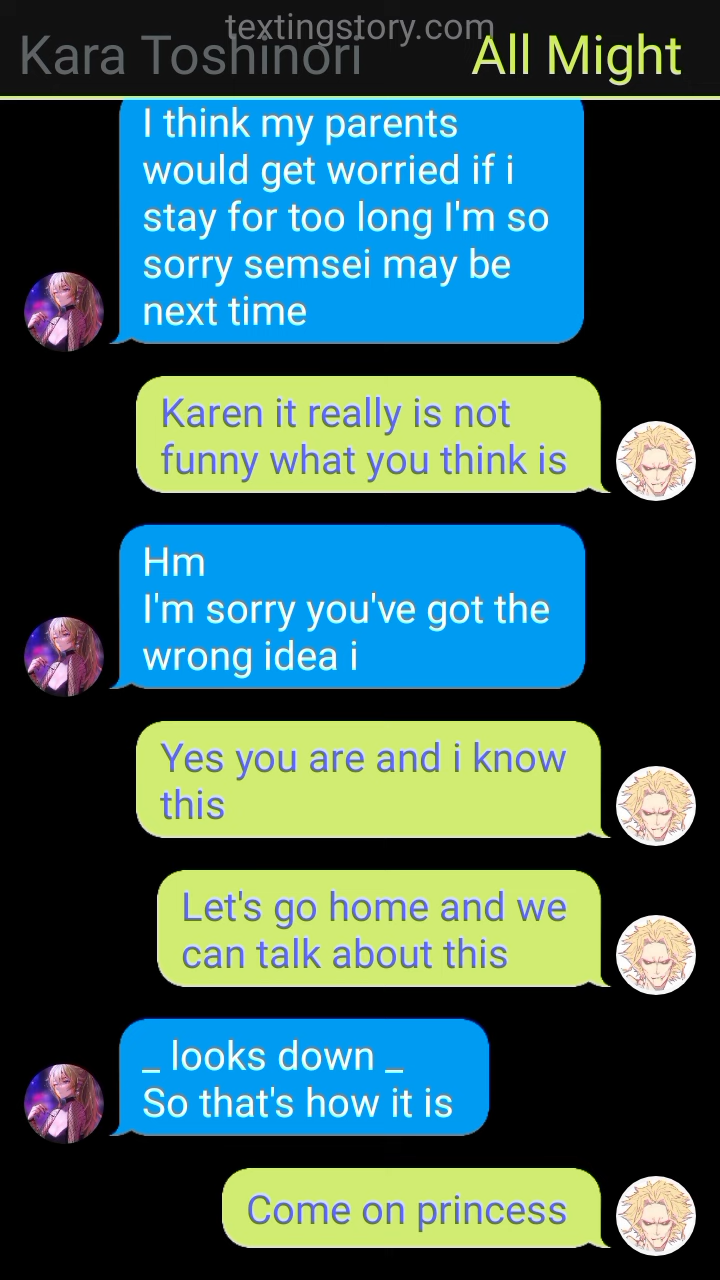 textingstory.com
Kara Toshinori All Might
I think my parents
would get worried if i
stay for too long I'm so
sorry semsei may be
next time
Karen it really is not
funny what you think is
Hm
I'm sorry you've got the
wrong idea i
Yes you are and i know
this
Let's go home and we
can talk about this
_ looks down _
So that's how it is
Come on princess